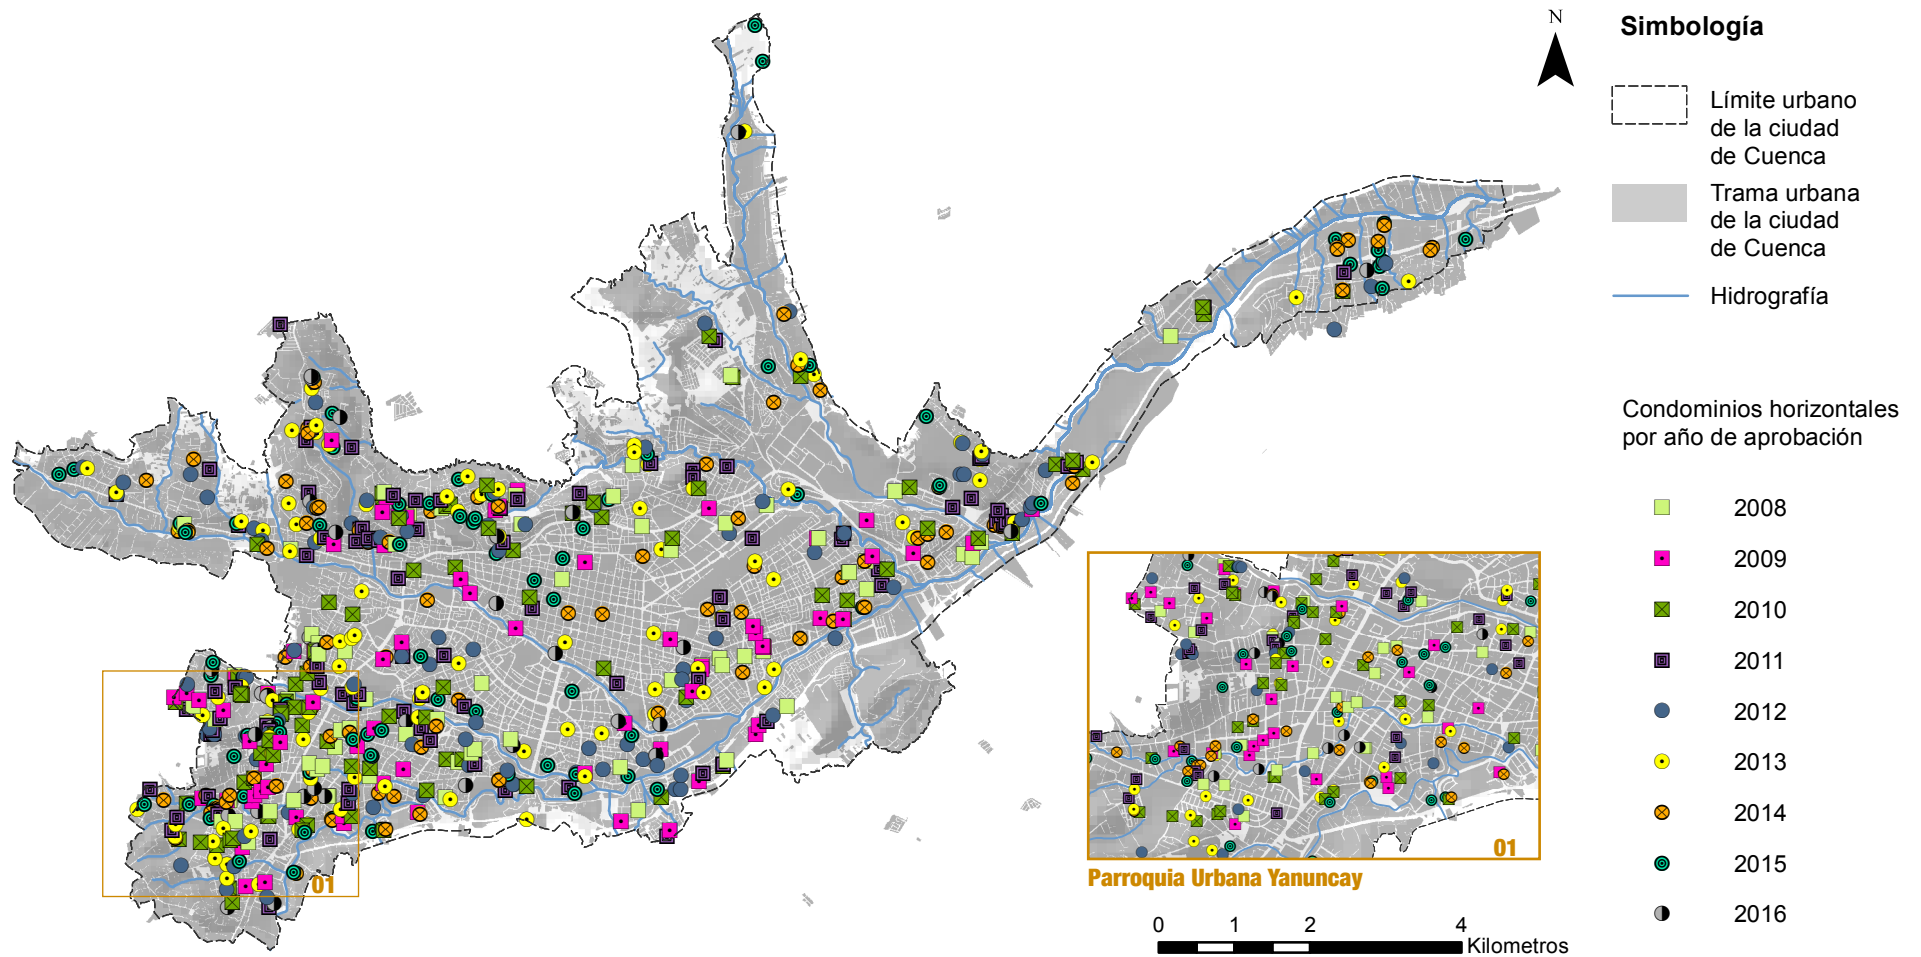 N
Simbología
Límite urbano
de la ciudad
de Cuenca
Trama urbana
de la ciudad
de Cuenca
Hidrografía
Condominios horizontales
por año de aprobación
2008
2009
2010
2011
2012
2013
2014
2015
2016
01
01
Parroquia Urbana Yanuncay
0 1 2 4
Kilometros